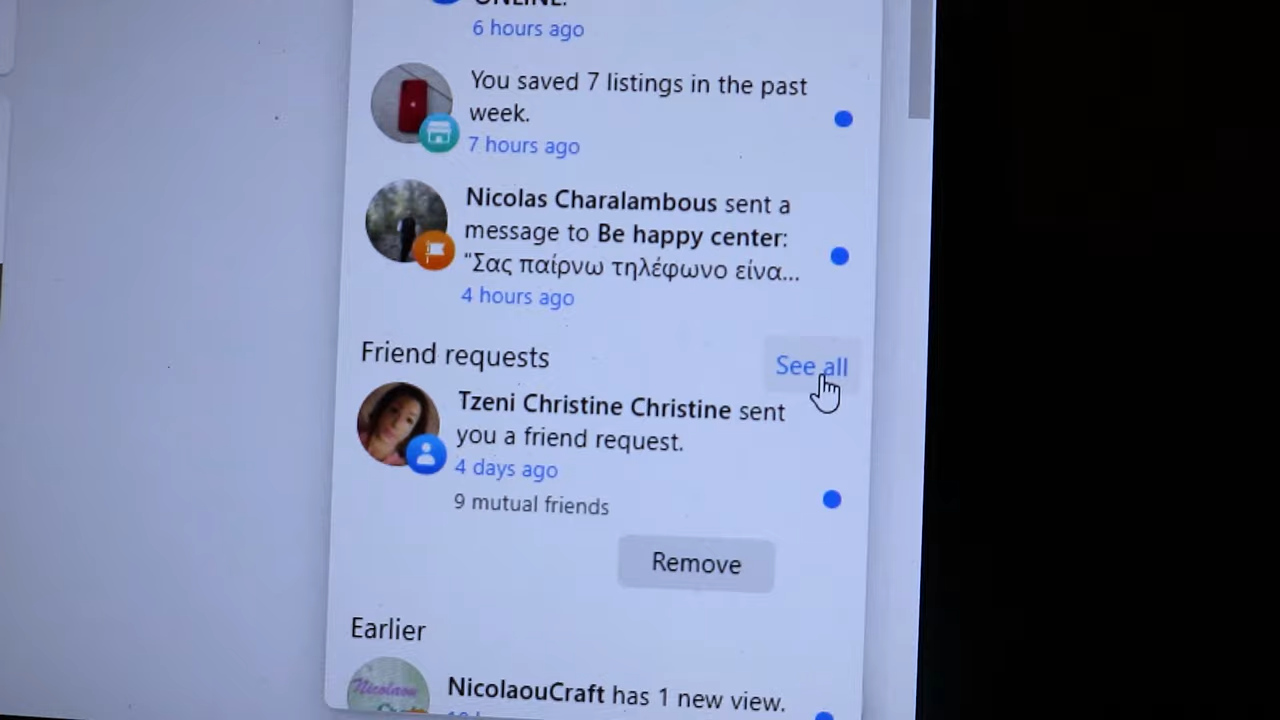 ONLINE.
6 hours ago
You saved 7 listings in the past
week.
7 hours ago
Nicolas Charalambous sent a
message to Be happy center:
"Σας παίρνω τηλέφωνο είνα...
4 hours ago
Friend requests
See all
Tzeni Christine Christine sent
you a friend request.
4 days ago
9 mutual friends
Remove
Earlier
Nicolaou
NicolaouCraft has 1 new view.